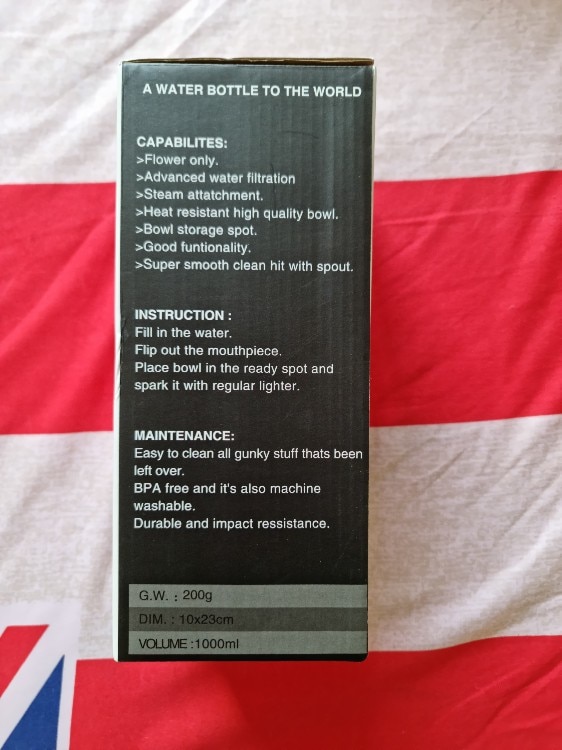 A WATER BOTTLE TO THE WORLD
CAPABILITES:
>Flower only.
>Advanced water filtration
>Steam attatchment.
>Heat resistant high quality bowl.
>Bowl storage spot.
>Good funtionality.
>Super smooth clean hit with spout.
INSTRUCTION :
Fill in the water.
Flip out the mouthpiece.
Place bowl in the ready spot and
spark it with regular lighter.
MAINTENANCE:
Easy to clean all gunky stuff thats been
left over.
BPA free and it's also machine
washable.
Durable and impact ressistance.
G.W. : 200g
DIM. : 10x23cm
VOLUME :1000ml